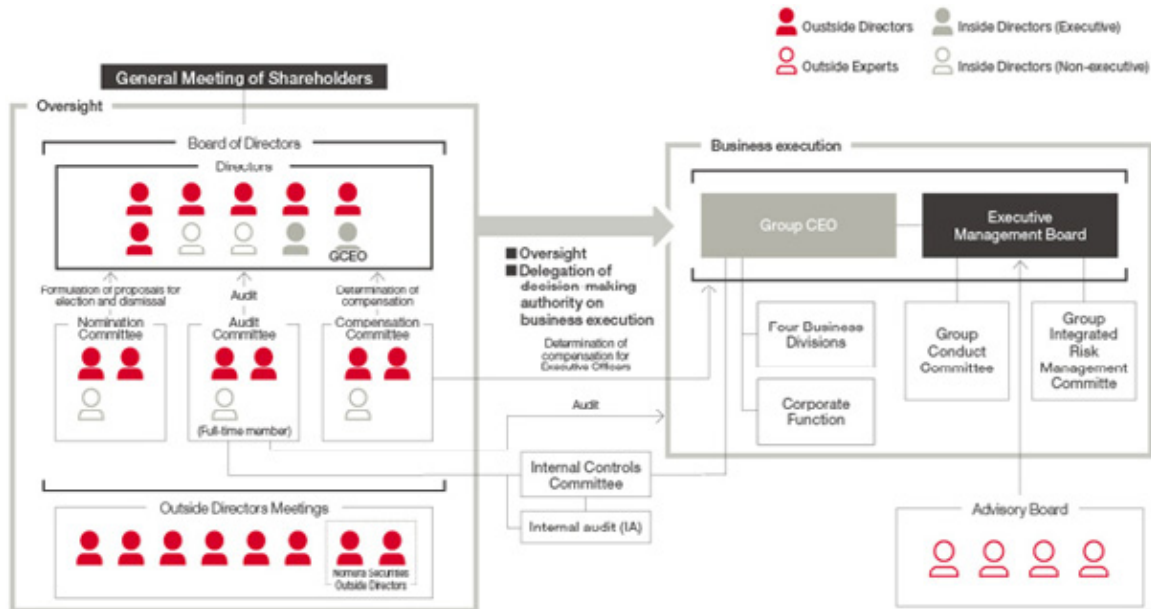 Oustside Directors
Inside Directors (Executive)
Outside Experts
Inside Directors (Non-executive)
General Meeting of Shareholders
Oversight
Board of Directors
Directors
GCEO
Formulation of proposals for
election and dismissal
Audit
Determination of
compensation
Nomination
Committee
Audit
Committee
(Full-time member)
Compensation
Committee
Outside Directors Meetings
Nomura Securities
Outside Directors
Oversight
Delegation of
decision-making
authority on
business execution
Determination of
compensation for
Executive Officers
Audit
Internal Controls
Committee
Internal audit (IA)
Business execution
Group CEO
Executive
Management Board
Four Business
Divisions
Corporate
Function
Group
Conduct
Committee
Group
Integrated
Risk
Management
Committe
Advisory Board